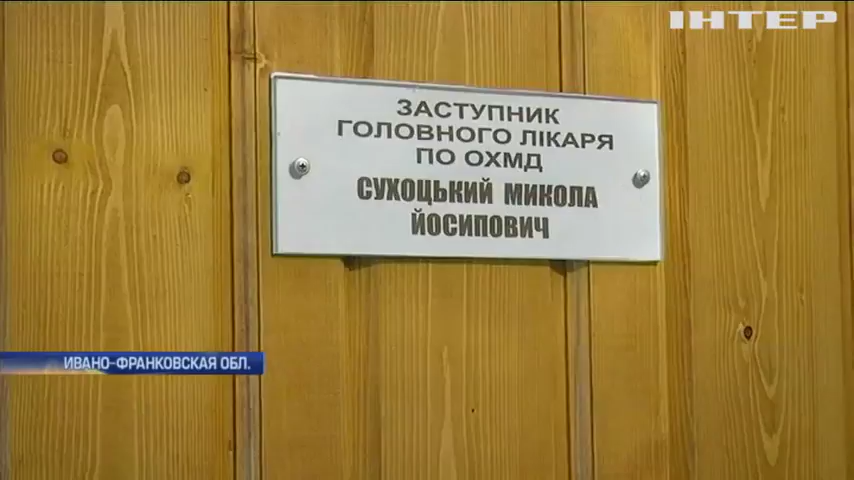 ІНТЕР
ЗАСТУПНИК
ГОЛОВНОГО ЛІКАРЯ
ПО ОХМД
СУХОЦЬКИЙ МИКОЛА
ЙОСИПОВИЧ
ИВАНО-ФРАНКОВСКАЯ ОБЛ.